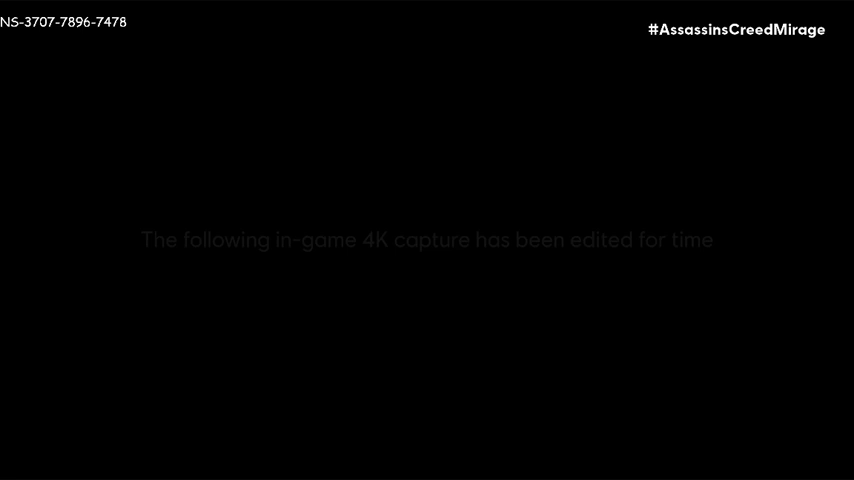 NS-3707-7896-7478
#AssassinsCreedMirage
The following in-game 4K capture has been edited for time